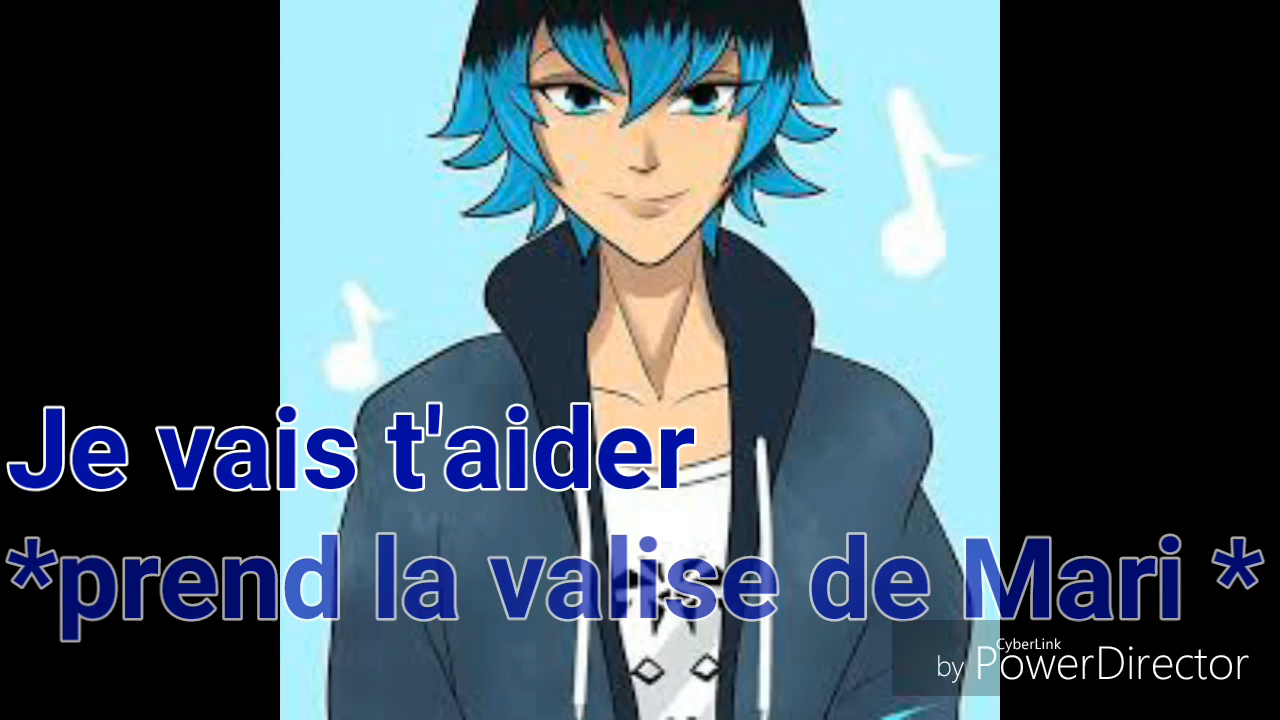 Je vais t'aider
*prend la valise de Mari *
CyberLink
by PowerDirector